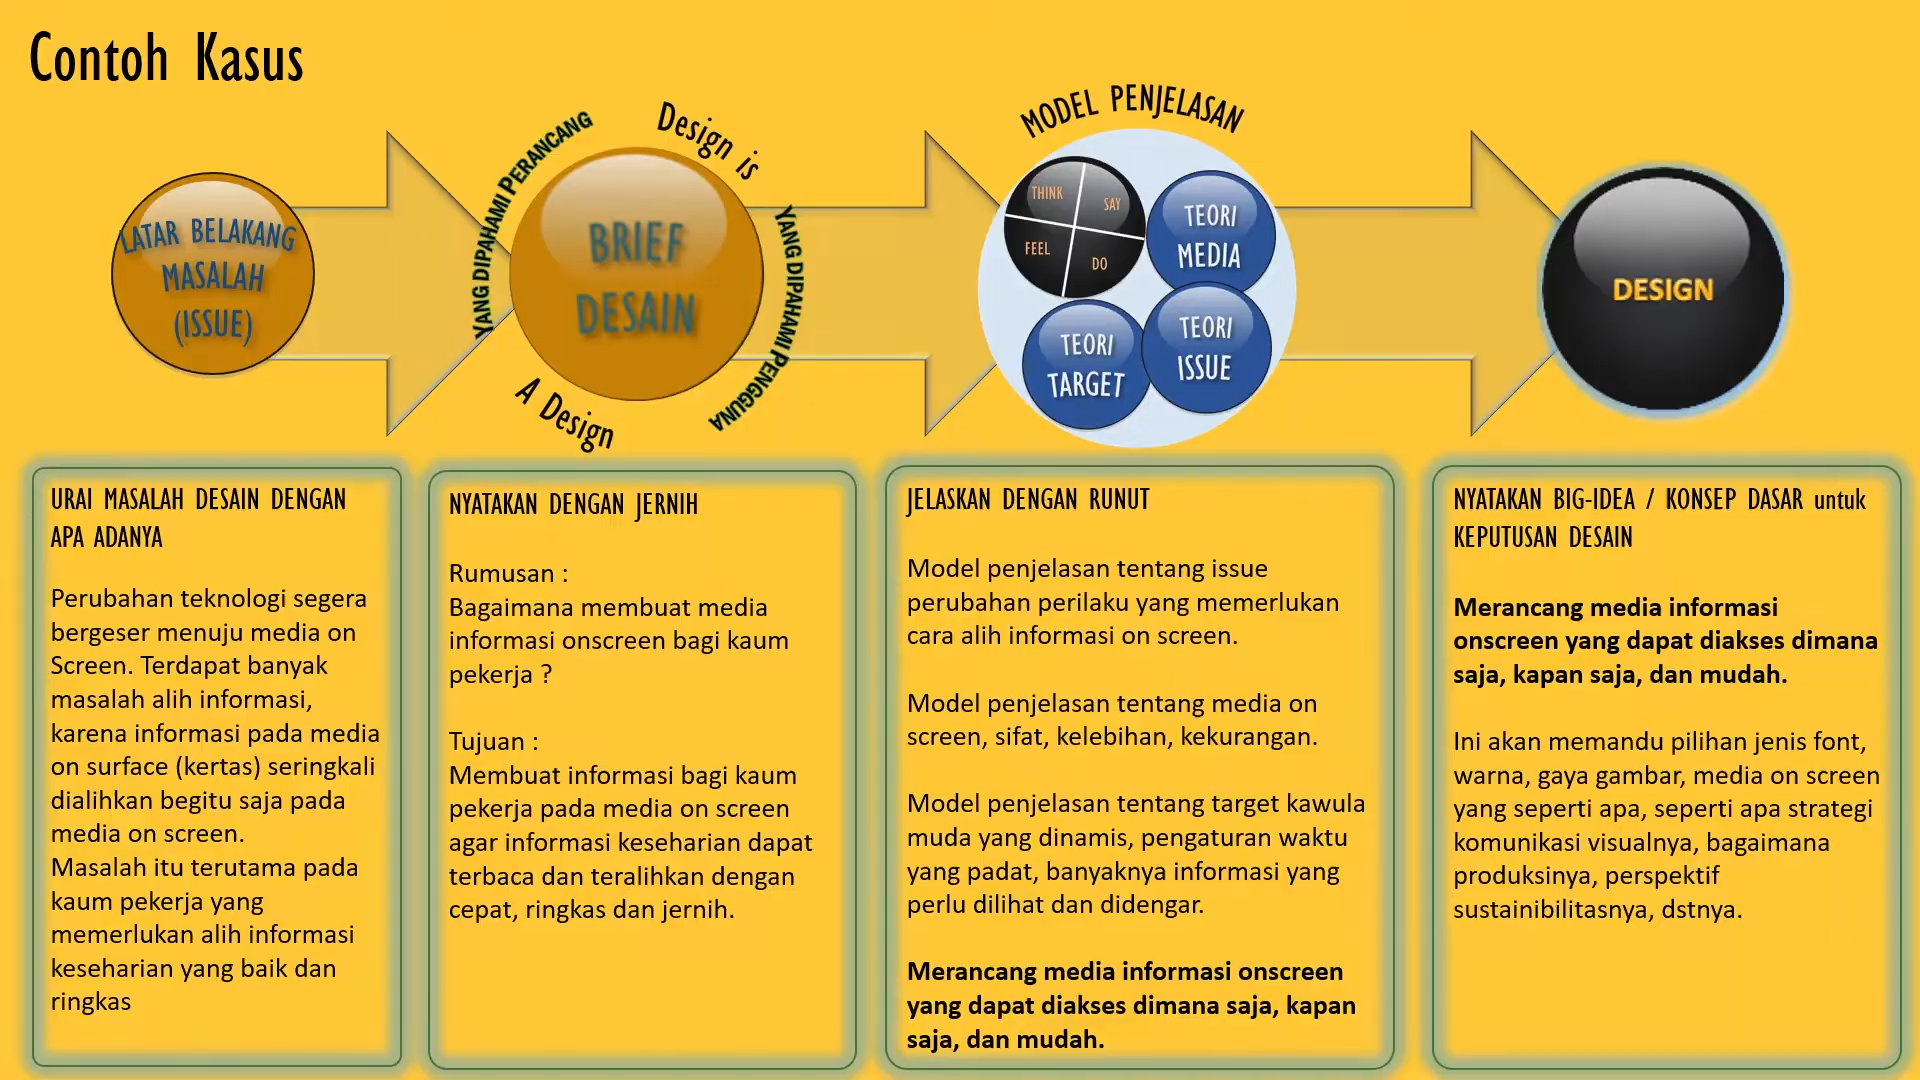 Contoh Kasus
LATAR BELAKANG
MASALAH
(ISSUE)
YANG DIPAHAMI PERANCANG
Design is
BRIEF
DESAIN
YANG DIPAHAMI PENGGUNA
A Design
MODEL PENJELASAN
THINK
SAY
FEEL
DO
TEORI
MEDIA
TEORI
TARGET
TEORI
ISSUE
DESIGN
URAI MASALAH DESAIN DENGAN
APA ADANYA
Perubahan teknologi segera
bergeser menuju media on
Screen. Terdapat banyak
masalah alih informasi,
karena informasi pada media
on surface (kertas) seringkali
dialihkan begitu saja pada
media on screen.
Masalah itu terutama pada
kaum pekerja yang
memerlukan alih informasi
keseharian yang baik dan
ringkas
NYATAKAN DENGAN JERNIH
Rumusan :
Bagaimana membuat media
informasi onscreen bagi kaum
pekerja ?
Tujuan :
Membuat informasi bagi kaum
pekerja pada media on screen
agar informasi keseharian dapat
terbaca dan teralihkan dengan
cepat, ringkas dan jernih.
JELASKAN DENGAN RUNUT
Model penjelasan tentang issue
perubahan perilaku yang memerlukan
cara alih informasi on screen.
Model penjelasan tentang media on
screen, sifat, kelebihan, kekurangan.
Model penjelasan tentang target kawula
muda yang dinamis, pengaturan waktu
yang padat, banyaknya informasi yang
perlu dilihat dan didengar.
Merancang media informasi onscreen
yang dapat diakses dimana saja, kapan
saja, dan mudah.
NYATAKAN BIG-IDEA / KONSEP DASAR untuk
KEPUTUSAN DESAIN
Merancang media informasi
onscreen yang dapat diakses dimana
saja, kapan saja, dan mudah.
Ini akan memandu pilihan jenis font,
warna, gaya gambar, media on screen
yang seperti apa, seperti apa strategi
komunikasi visualnya, bagaimana
produksinya, perspektif
sustainibilitasnya, dstnya.